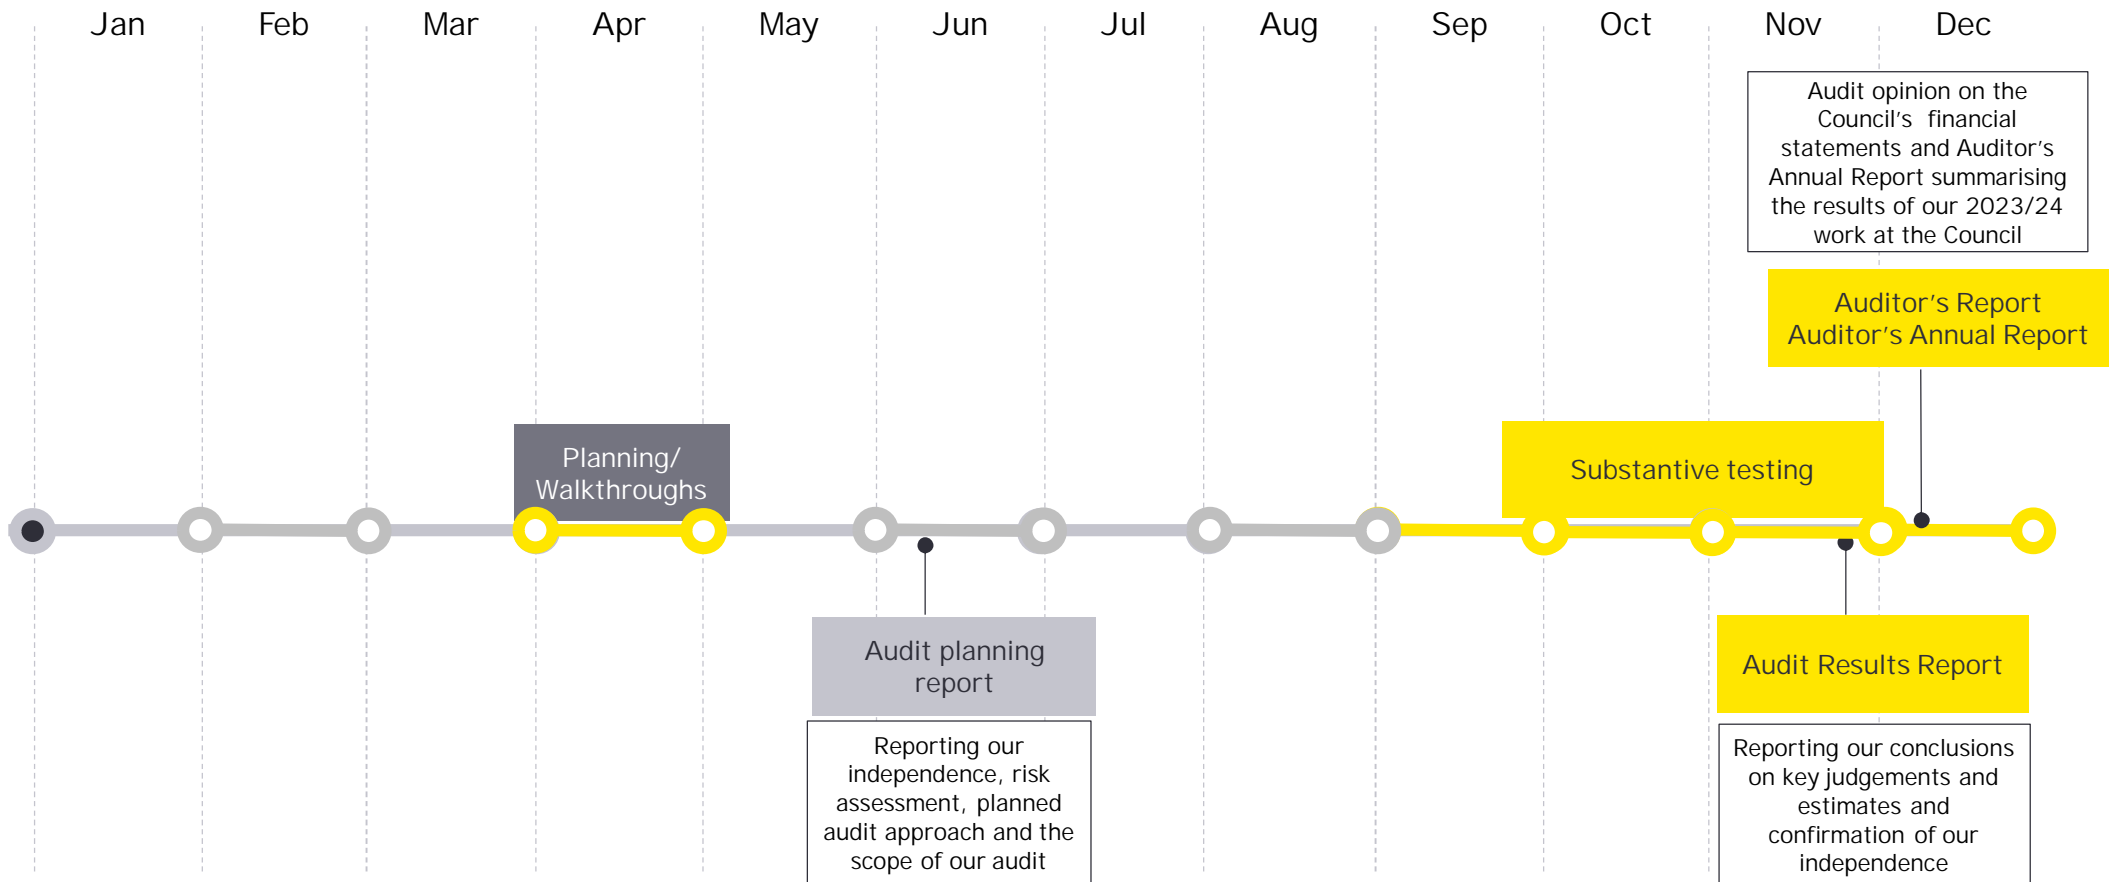 Jan Feb Mar Apr May Jun Jul Aug Sep Oct Nov Dec
Audit opinion on the
Council's financial
statements and Auditor's
Annual Report summarising
the results of our 2023/24
work at the Council
Auditor's Report
Auditor's Annual Report
Planning/
Walkthroughs
Substantive testing
Audit planning
report
Reporting our
independence, risk
assessment, planned
audit approach and the
scope of our audit
Audit Results Report
Reporting our conclusions
on key judgements and
estimates and
confirmation of our
independence